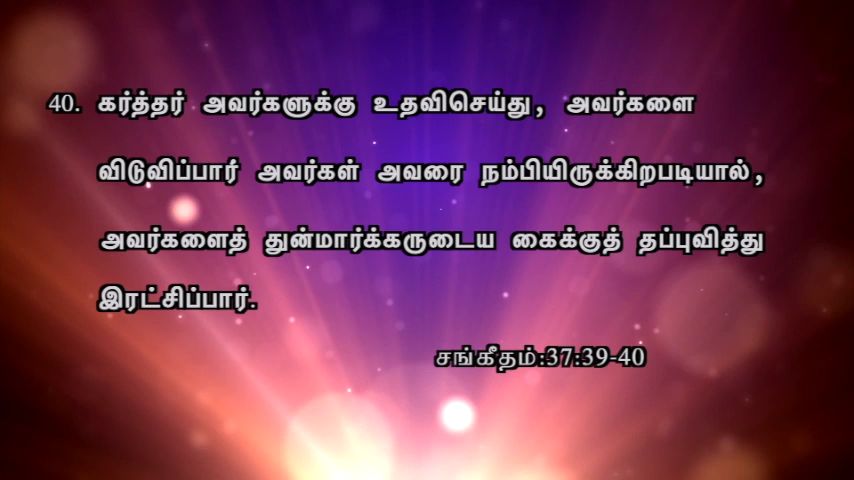 40. கர்த்தர் அவர்களுக்கு உதவிசெய்து, அவர்களை
விடுவிப்பார் அவர்கள் அவரை நம்பியிருக்கிறபடியால்,
அவர்களைத் துன்மார்க்கருடைய கைக்குத் தப்புவித்து
இரட்சிப்பார்.
சங்கீதம்:37:39-40